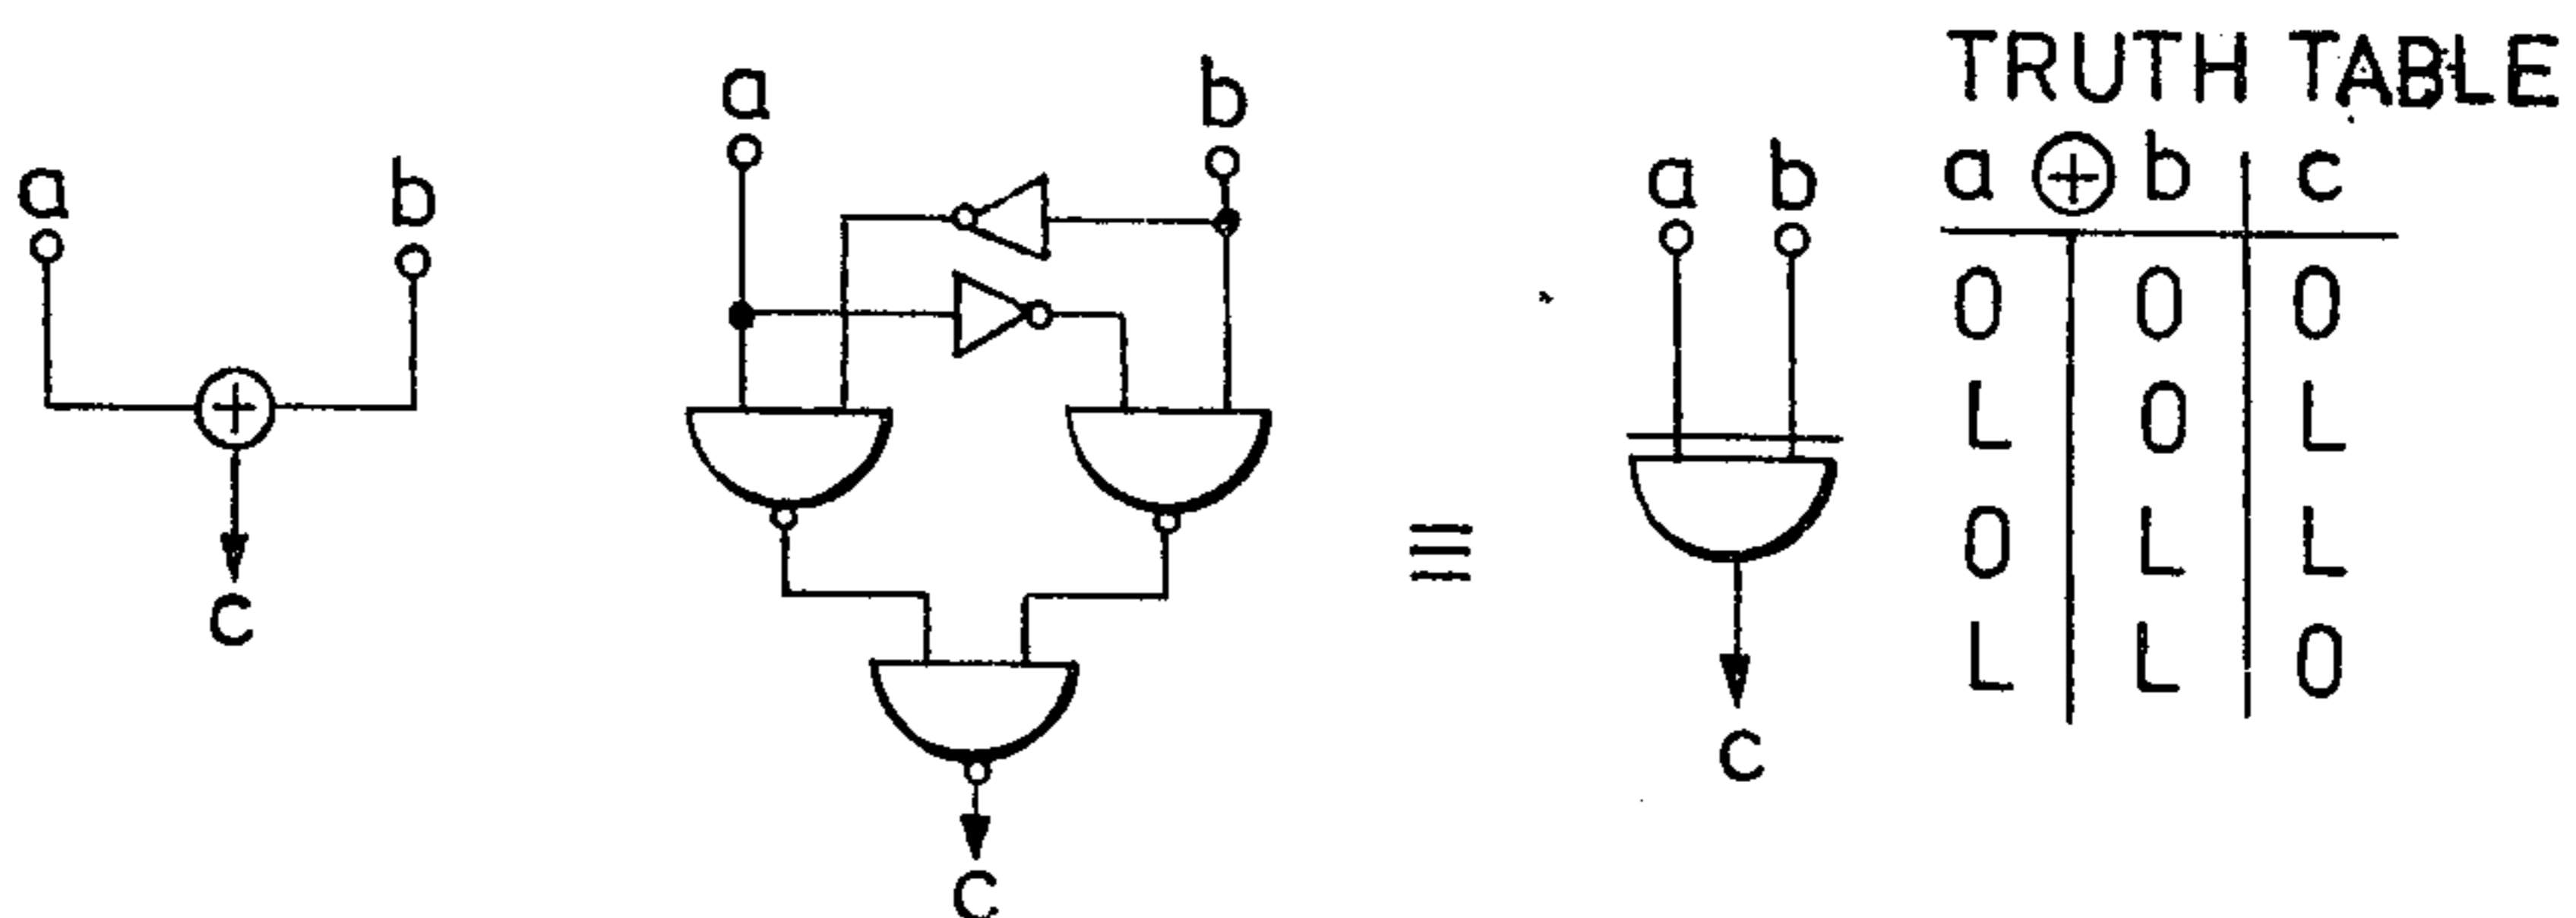 a b
c
a b
c
≡
a b
c
TRUTH TABLE
a ⊕ b c
0 0 0
L 0 L
0 L L
L L 0